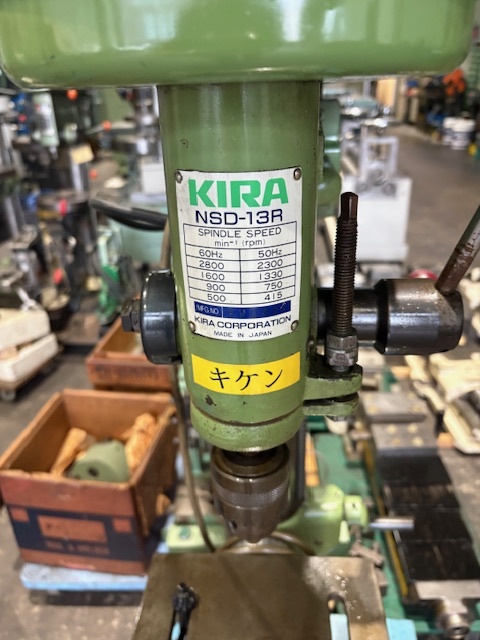 KIRA
NSD-13R
SPINDLE SPEED
min⁻¹ (rpm)
60Hz 50Hz
2800 2300
1600 1330
900 750
500 415
MFG.NO
KIRA CORPORATION
MADE IN JAPAN
キケン